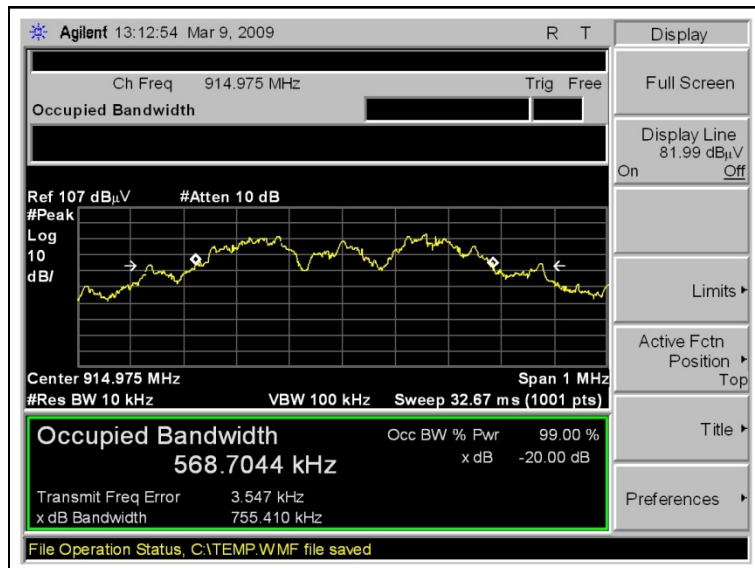 Agilent 13:12:54 Mar 9, 2009 R T
Ch Freq 914.975 MHz Trig Free
Occupied Bandwidth
Ref 107 dBµV #Atten 10 dB
#Peak
Log
10
dB/
Center 914.975 MHz Span 1 MHz
#Res BW 10 kHz VBW 100 kHz Sweep 32.67 ms (1001 pts)
Occupied Bandwidth Occ BW % Pwr 99.00 %
568.7044 kHz x dB -20.00 dB
Transmit Freq Error 3.547 kHz
x dB Bandwidth 755.410 kHz
File Operation Status, C:\TEMP.WMF file saved
Display
Full Screen
Display Line
81.99 dBµV
On Off
Limits
Active Fctn
Position
Top
Title
Preferences